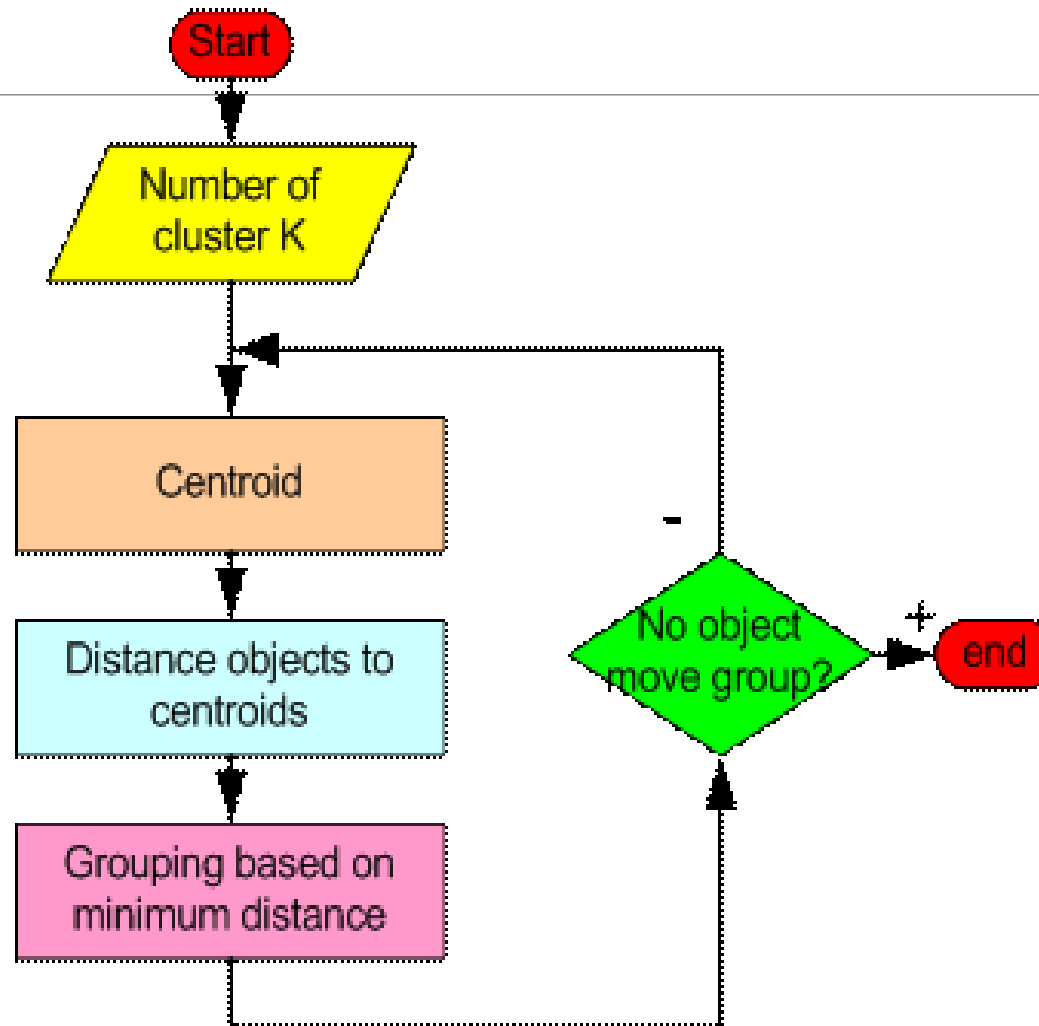 Start
Number of
cluster K
Centroid
Distance objects to
centroids
Grouping based on
minimum distance
-
No object
move group?
+
end